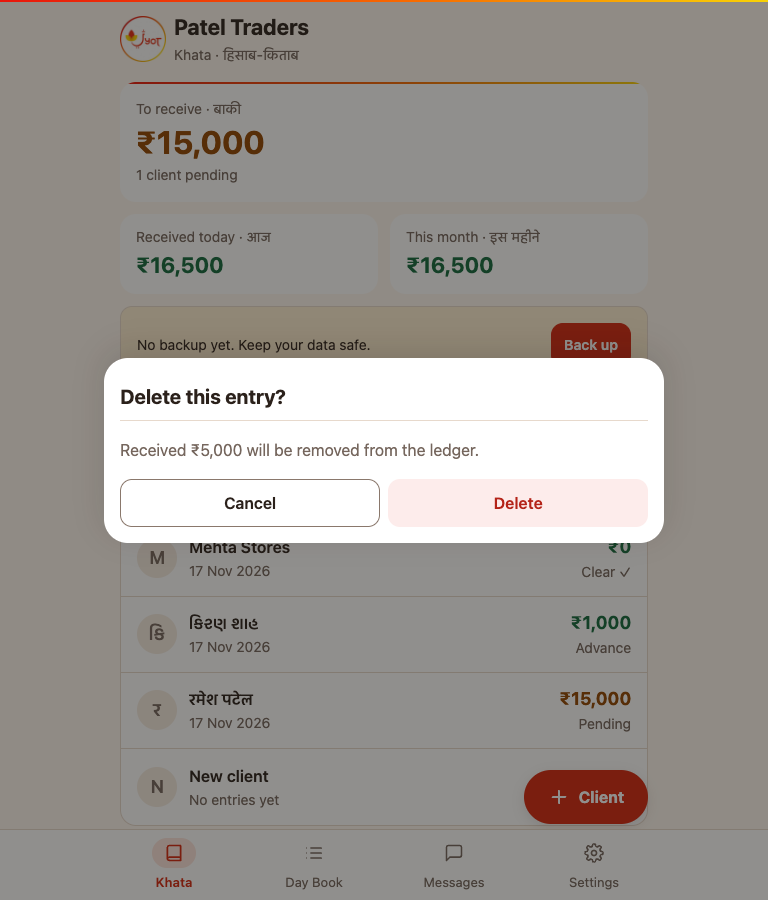 Jyot
Patel Traders
Khata · हिसाब-किताब
To receive · बाकी
₹15,000
1 client pending
Received today · आज
₹16,500
This month · इस महीने
₹16,500
No backup yet. Keep your data safe.
Back up
Delete this entry?
Received ₹5,000 will be removed from the ledger.
Cancel
Delete
M
Mehta Stores
₹0
17 Nov 2026
Clear ✓
કિ
કિરણ શાહ
₹1,000
17 Nov 2026
Advance
र
रमेश पटेल
₹15,000
17 Nov 2026
Pending
N
New client
No entries yet
+ Client
Khata
Day Book
Messages
Settings